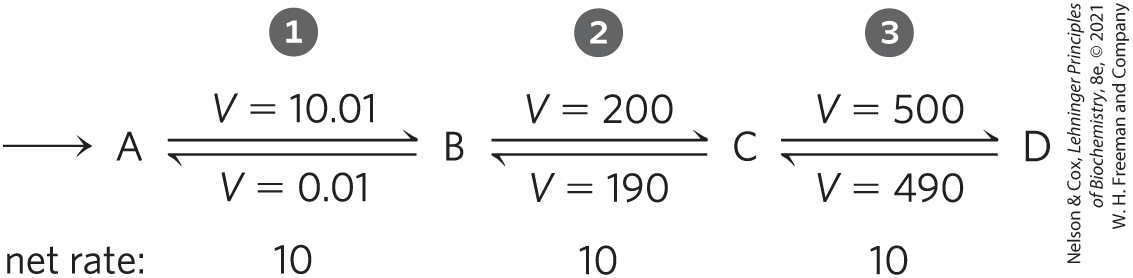 1 2 3
V = 10.01 V = 200 V = 500
A B C D
V = 0.01 V = 190 V = 490
net rate: 10 10 10
Nelson & Cox, Lehninger Principles
of Biochemistry, 8e, © 2021
W. H. Freeman and Company